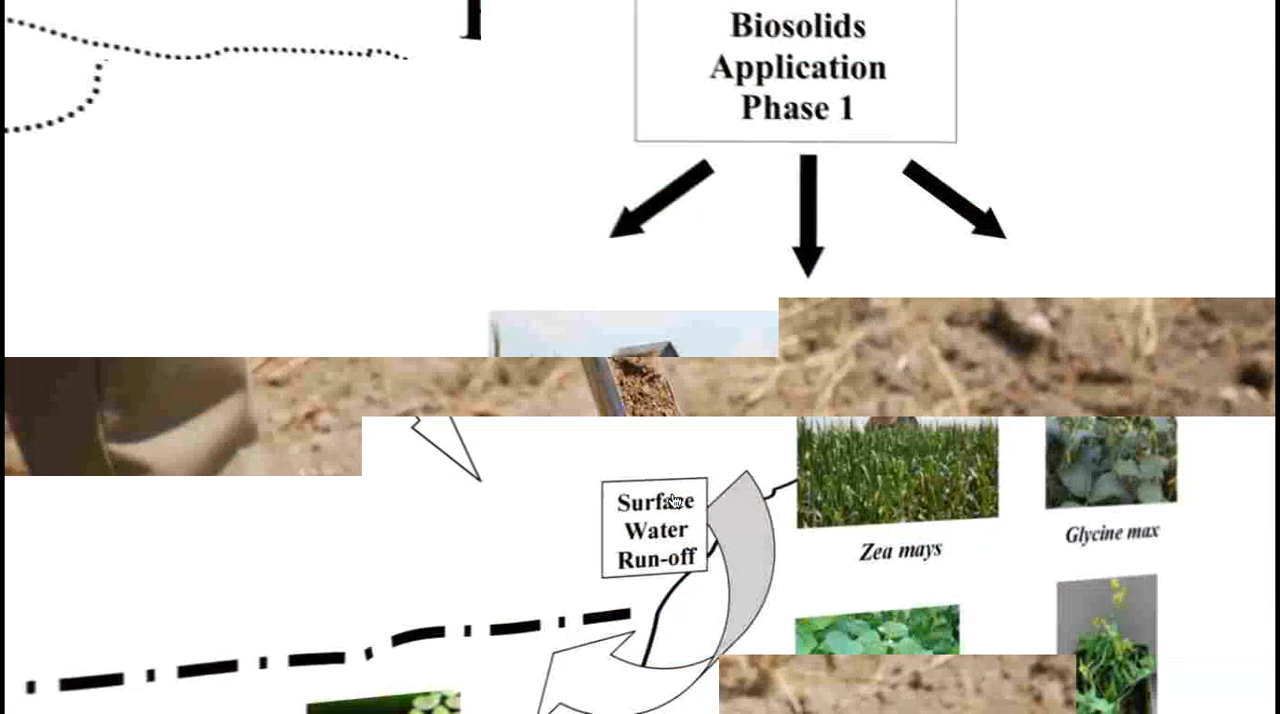 Biosolids
Application
Phase 1
Surface
Water
Run-off
Zea mays
Glycine max